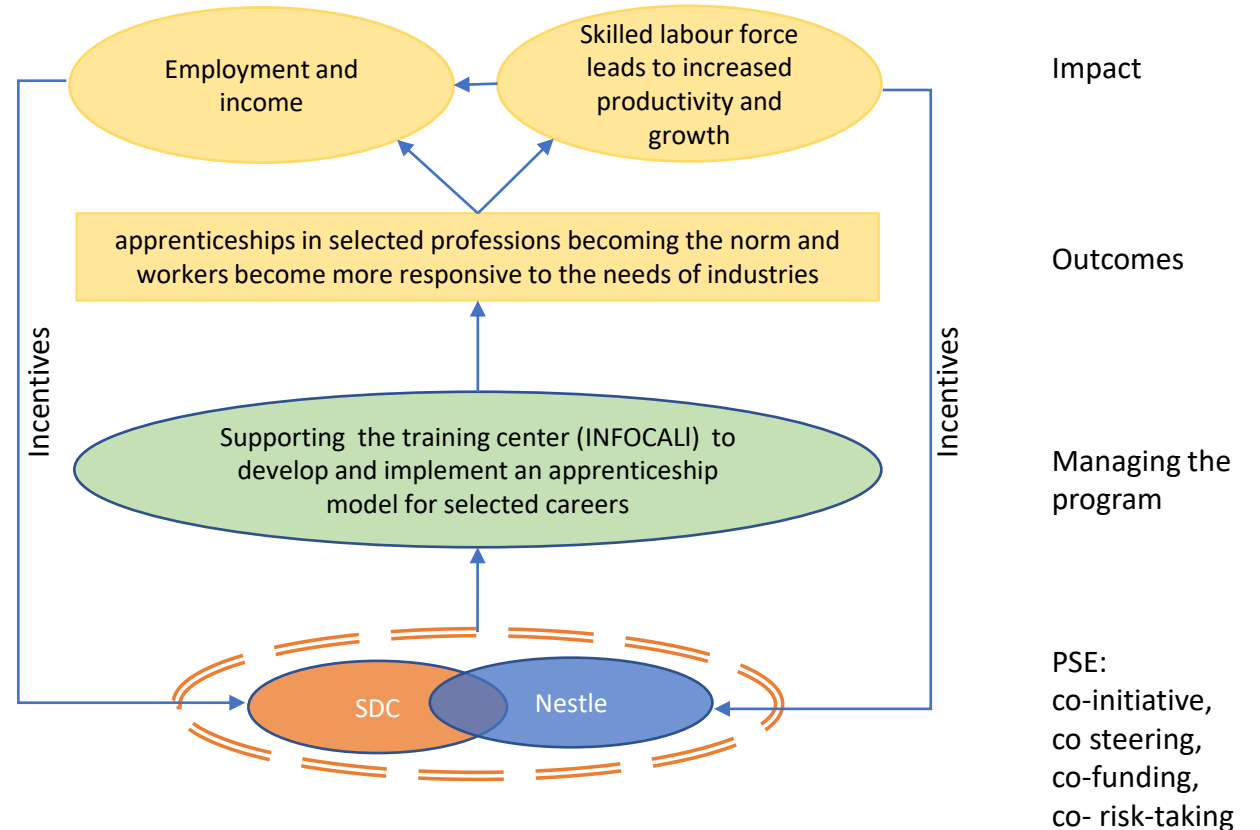 Employment and
income
Skilled labour force
leads to increased
productivity and
growth
Impact
apprenticeships in selected professions becoming the norm and
workers become more responsive to the needs of industries
Outcomes
Incentives
Incentives
Supporting the training center (INFOCALl) to
develop and implement an apprenticeship
model for selected careers
Managing the
program
SDC
Nestle
PSE:
co-initiative,
co steering,
co-funding,
co- risk-taking